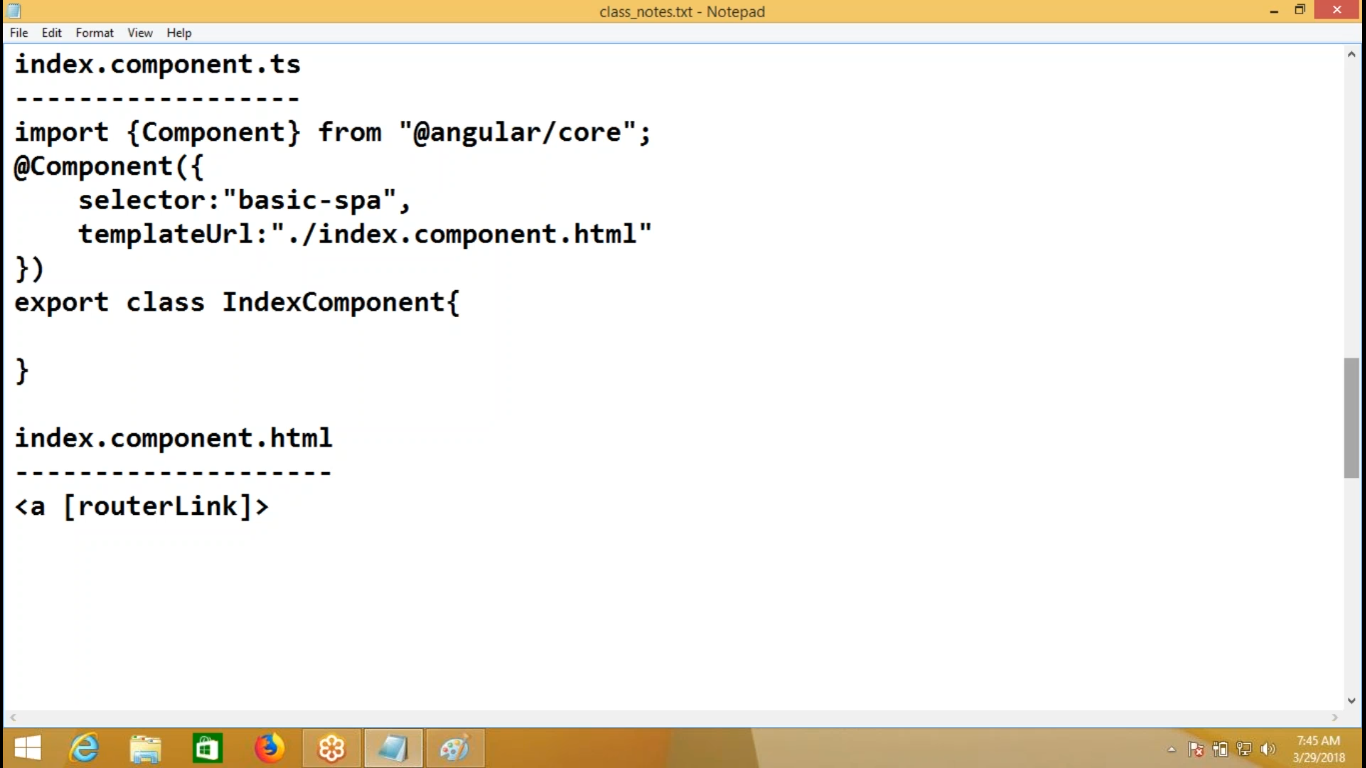 class_notes.txt - Notepad
File Edit Format View Help
index.component.ts
------------------
import {Component} from "@angular/core";
@Component({
    selector:"basic-spa",
    templateUrl:"./index.component.html"
})
export class IndexComponent{
}
index.component.html
--------------------
<a [routerLink]>
7:45 AM
3/29/2018